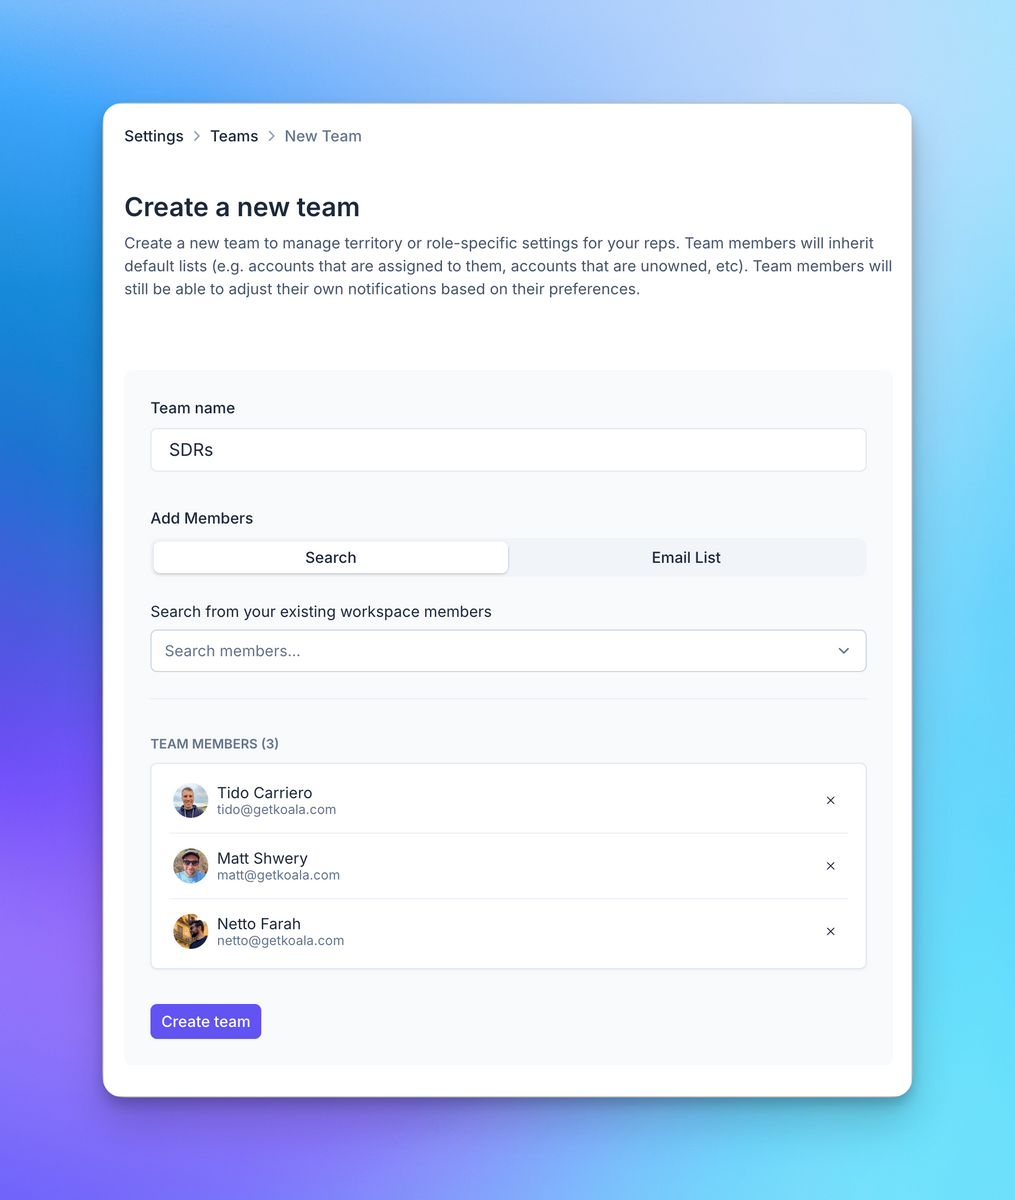 Settings > Teams > New Team
Create a new team
Create a new team to manage territory or role-specific settings for your reps. Team members will inherit
default lists (e.g. accounts that are assigned to them, accounts that are unowned, etc). Team members will
still be able to adjust their own notifications based on their preferences.
Team name
SDRs
Add Members
Search Email List
Search from your existing workspace members
Search members...
TEAM MEMBERS (3)
Tido Carriero
tido@getkoala.com
Matt Shwery
matt@getkoala.com
Netto Farah
netto@getkoala.com
Create team